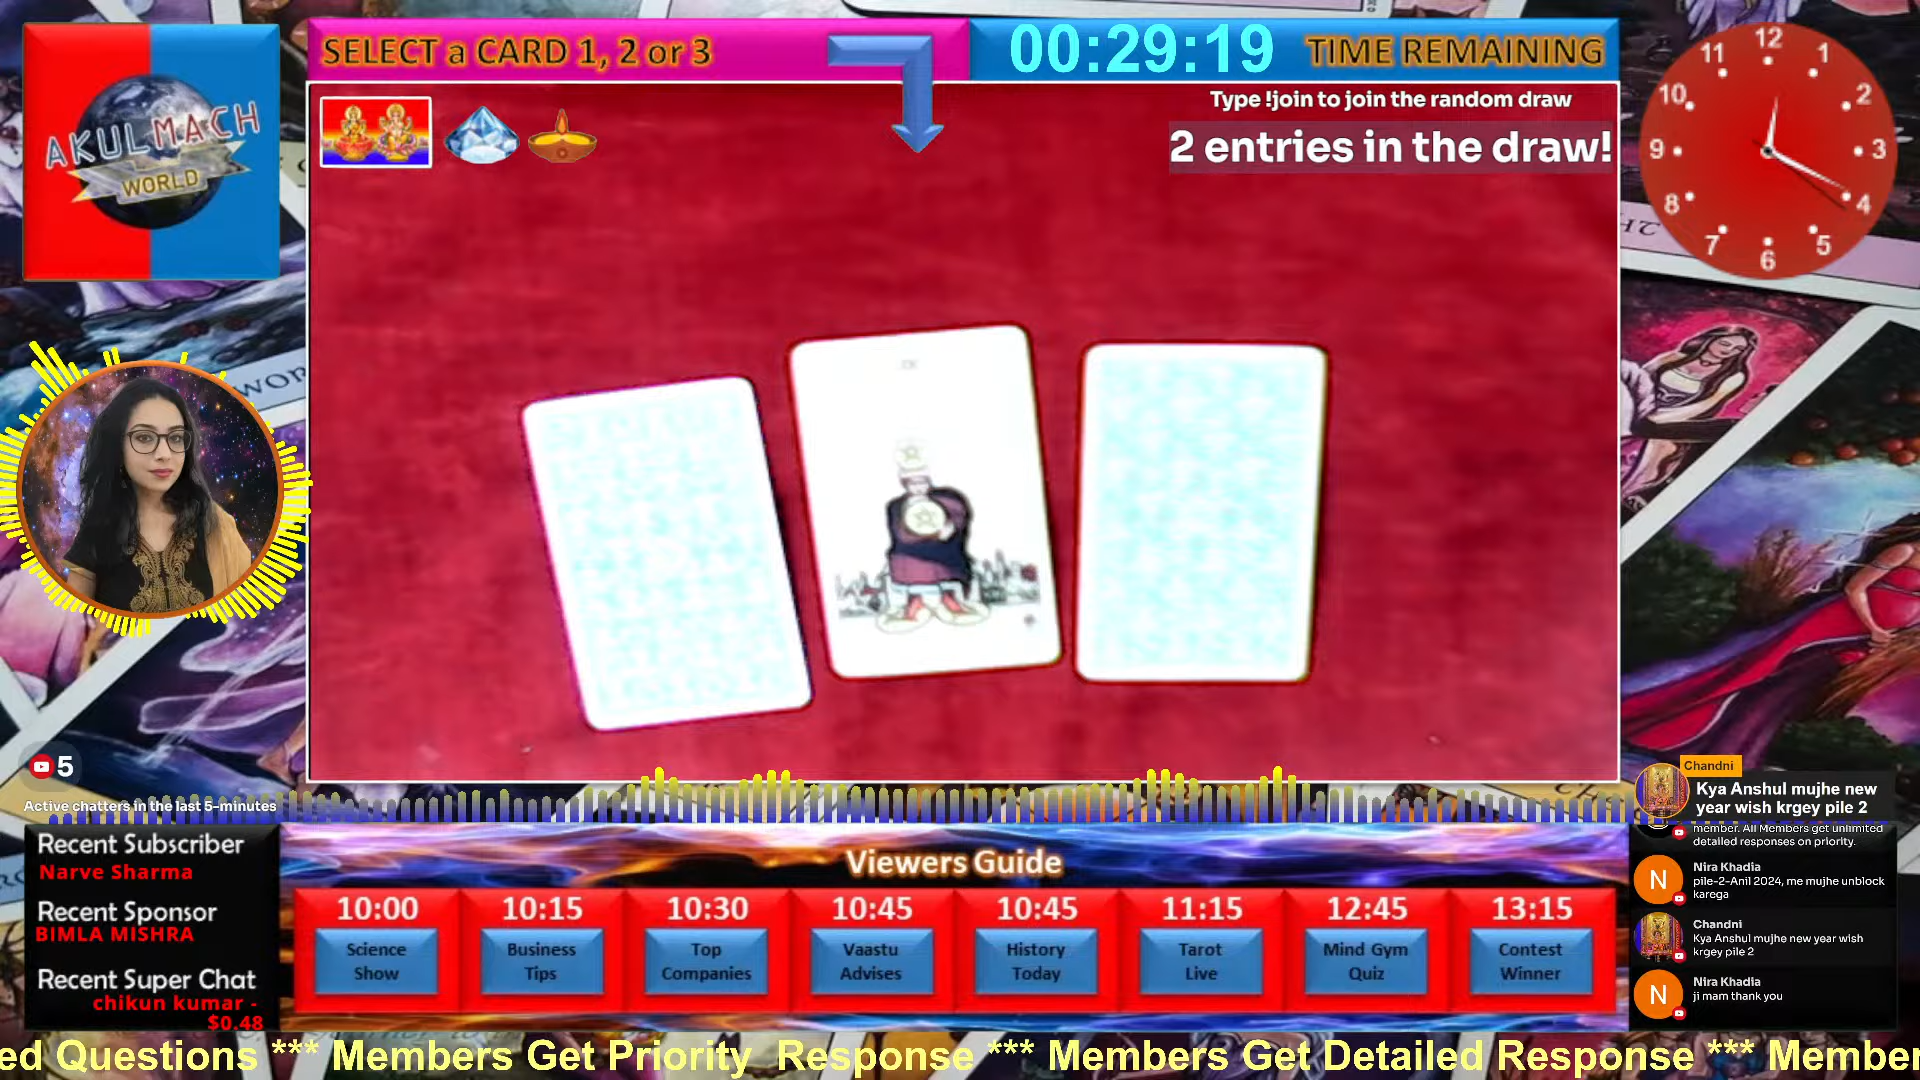 SELECT a CARD 1, 2 or 3
00:29:19 TIME REMAINING
Type !join to join the random draw
2 entries in the draw!
AKULMACH
WORLD
12
1
2
3
4
5
6
7
8
9
10
11
5
Active chatters in the last 5-minutes
Recent Subscriber
Narve Sharma
Recent Sponsor
BIMLA MISHRA
Recent Super Chat
chikun kumar -
$0.48
Viewers Guide
10:00
Science
Show
10:15
Business
Tips
10:30
Top
Companies
10:45
Vaastu
Advises
10:45
History
Today
11:15
Tarot
Live
12:45
Mind Gym
Quiz
13:15
Contest
Winner
Chandni
Kya Anshul mujhe new
year wish krgey pile 2
member. All Members get unlimited
detailed responses on priority.
N
Nira Khadia
pile-2-Anil 2024, me mujhe unblock
karega
Chandni
Kya Anshul mujhe new year wish
krgey pile 2
N
Nira Khadia
ji mam thank you
ed Questions *** Members Get Priority Response *** Members Get Detailed Response *** Member